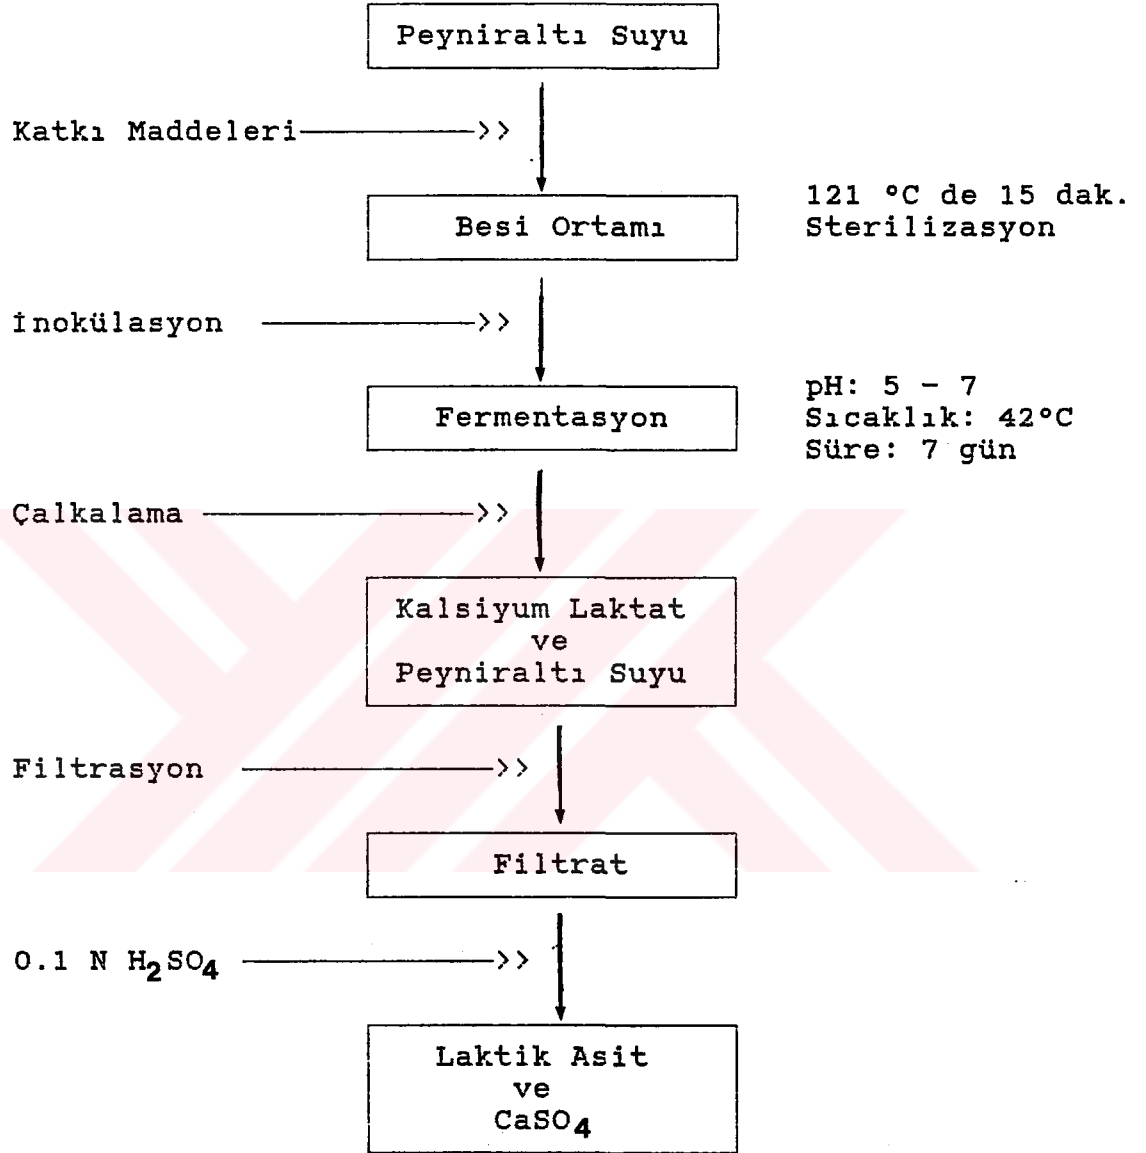 Peyniraltı Suyu
Katkı Maddeleri >>
Besi Ortamı
121 °C de 15 dak.
Sterilizasyon
İnokülasyon >>
Fermentasyon
pH: 5 - 7
Sıcaklık: 42°C
Süre: 7 gün
Çalkalama >>
Kalsiyum Laktat
ve
Peyniraltı Suyu
Filtrasyon >>
Filtrat
0.1 N H₂SO₄ >>
Laktik Asit
ve
CaSO₄